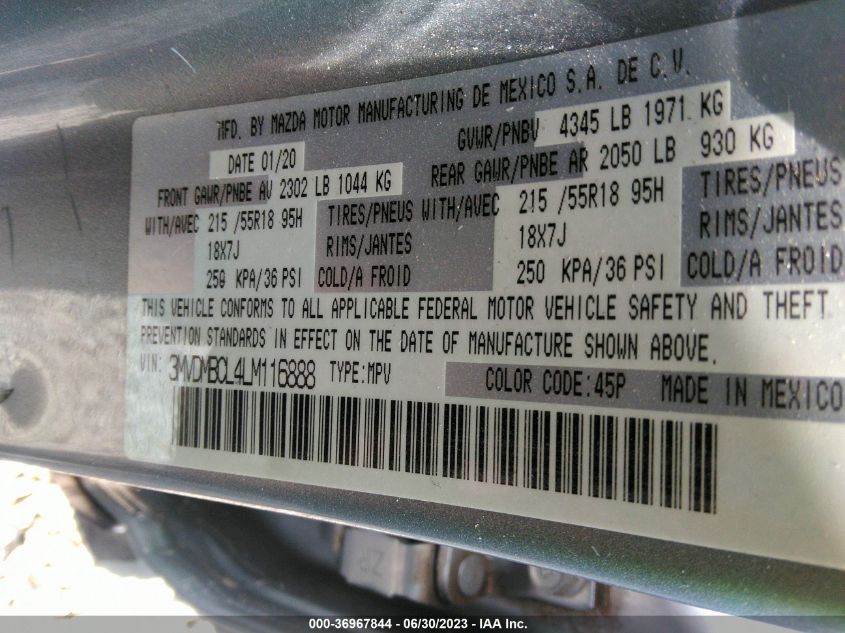 MFD. BY MAZDA MOTOR MANUFACTURING DE MEXICO S.A. DE C.V.
DATE 01/20
GVWR/PNBV 4345 LB 1971 KG
FRONT GAWR/PNBE AV 2302 LB 1044 KG
REAR GAWR/PNBE AR 2050 LB 930 KG
WITH/AVEC 215 /55R18 95H TIRES/PNEUS WITH/AVEC 215 /55R18 95H TIRES/PNEUS
18X7J RIMS/JANTES 18X7J RIMS/JANTES
250 KPA/36 PSI COLD/A FROID 250 KPA/36 PSI COLD/A FROID
THIS VEHICLE CONFORMS TO ALL APPLICABLE FEDERAL MOTOR VEHICLE SAFETY AND THEFT
PREVENTION STANDARDS IN EFFECT ON THE DATE OF MANUFACTURE SHOWN ABOVE.
VIN: 3MVDMBCL4LM116888 TYPE:MPV
COLOR CODE:45P MADE IN MEXICO
000-36967844 - 06/30/2023 - IAA Inc.